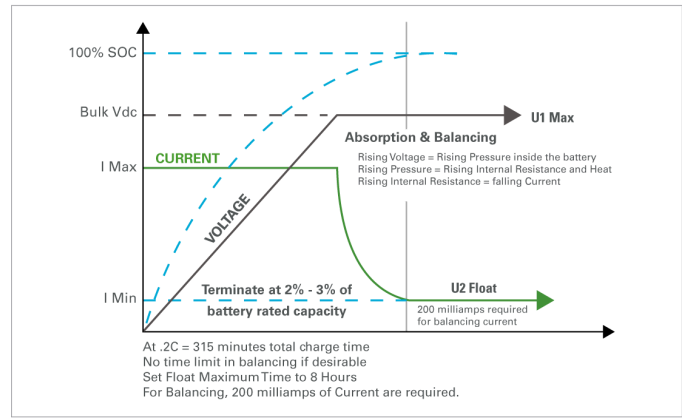 100% SOC
Bulk Vdc
U1 Max
Absorption & Balancing
Rising Voltage = Rising Pressure inside the battery
Rising Pressure = Rising Internal Resistance and Heat
Rising Internal Resistance = falling Current
I Max
CURRENT
VOLTAGE
I Min
Terminate at 2% - 3% of
battery rated capacity
U2 Float
200 milliamps required
for balancing current
At .2C = 315 minutes total charge time
No time limit in balancing if desirable
Set Float Maximum Time to 8 Hours
For Balancing, 200 milliamps of Current are required.